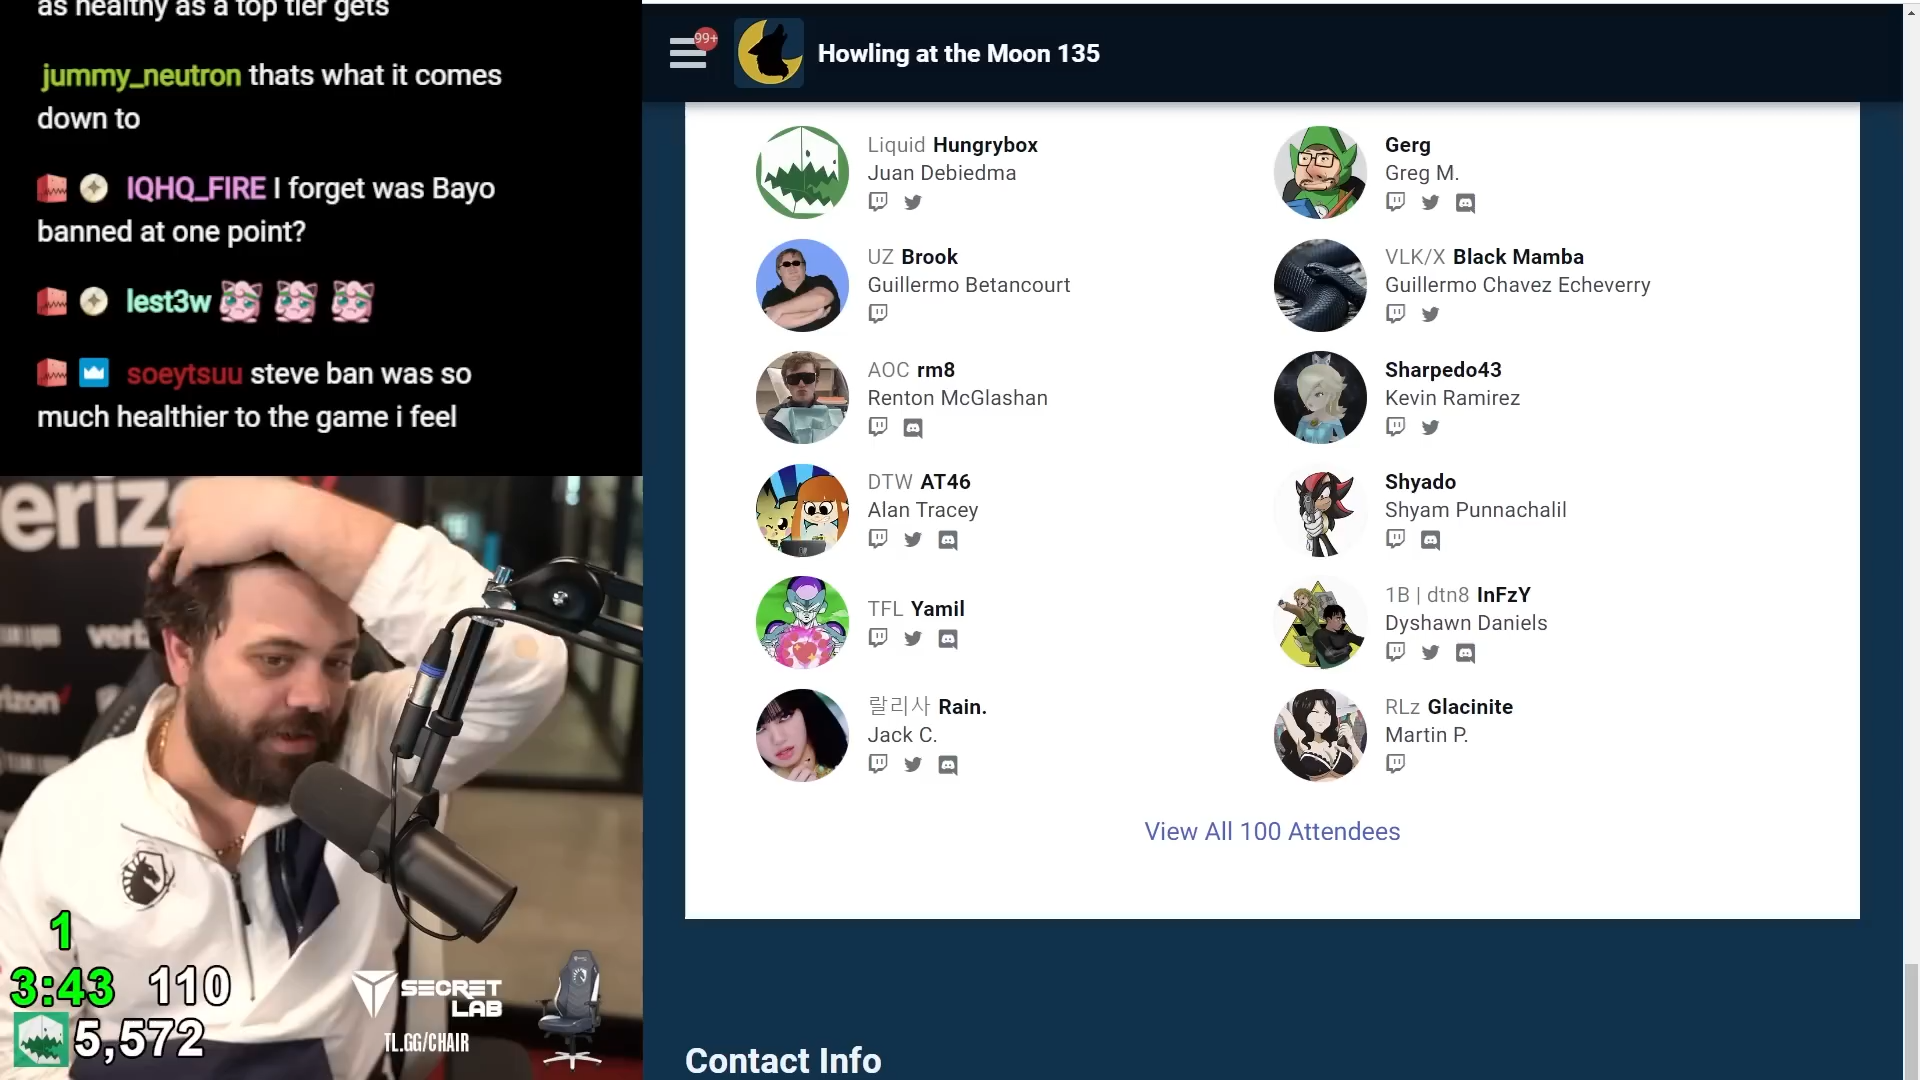 as healthy as a top tier gets
jummy_neutron thats what it comes
down to
IQHQ_FIRE I forget was Bayo
banned at one point?
lest3w
soeytsuu steve ban was so
much healthier to the game i feel
eriz
verit
rizon
1
3:43 110
5,572
SECRET
LAB
TL.GG/CHAIR
99+
Howling at the Moon 135
Liquid Hungrybox
Juan Debiedma
UZ Brook
Guillermo Betancourt
AOC rm8
Renton McGlashan
DTW AT46
Alan Tracey
TFL Yamil
랄리사 Rain.
Jack C.
Gerg
Greg M.
VLK/X Black Mamba
Guillermo Chavez Echeverry
Sharpedo43
Kevin Ramirez
Shyado
Shyam Punnachalil
1B | dtn8 InFzY
Dyshawn Daniels
RLz Glacinite
Martin P.
View All 100 Attendees
Contact Info